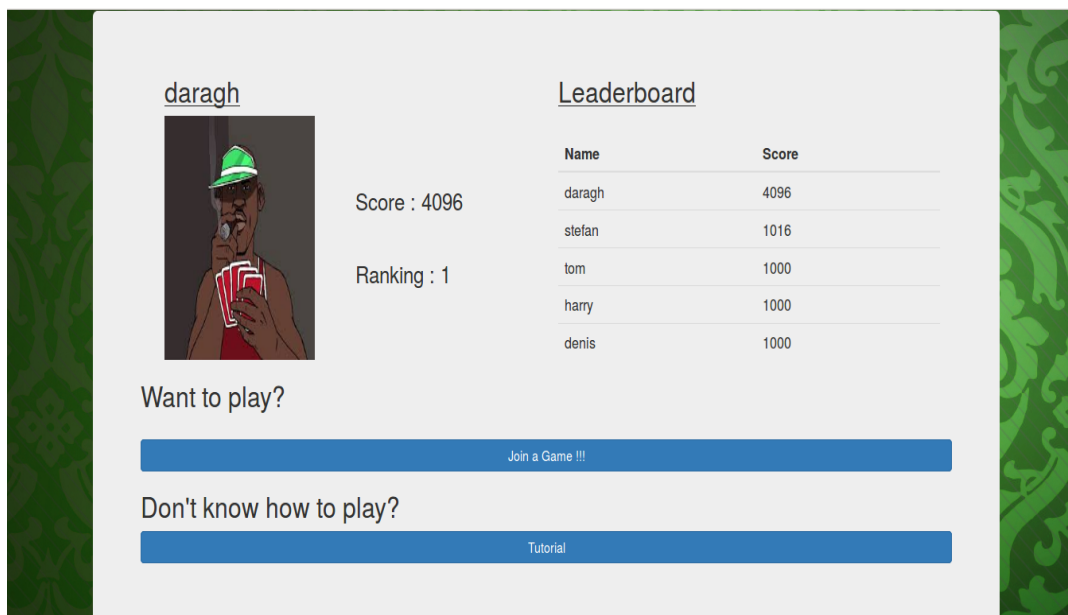 daragh
Score : 4096
Ranking : 1
Leaderboard
Name Score
daragh 4096
stefan 1016
tom 1000
harry 1000
denis 1000
Want to play?
Join a Game !!!
Don't know how to play?
Tutorial